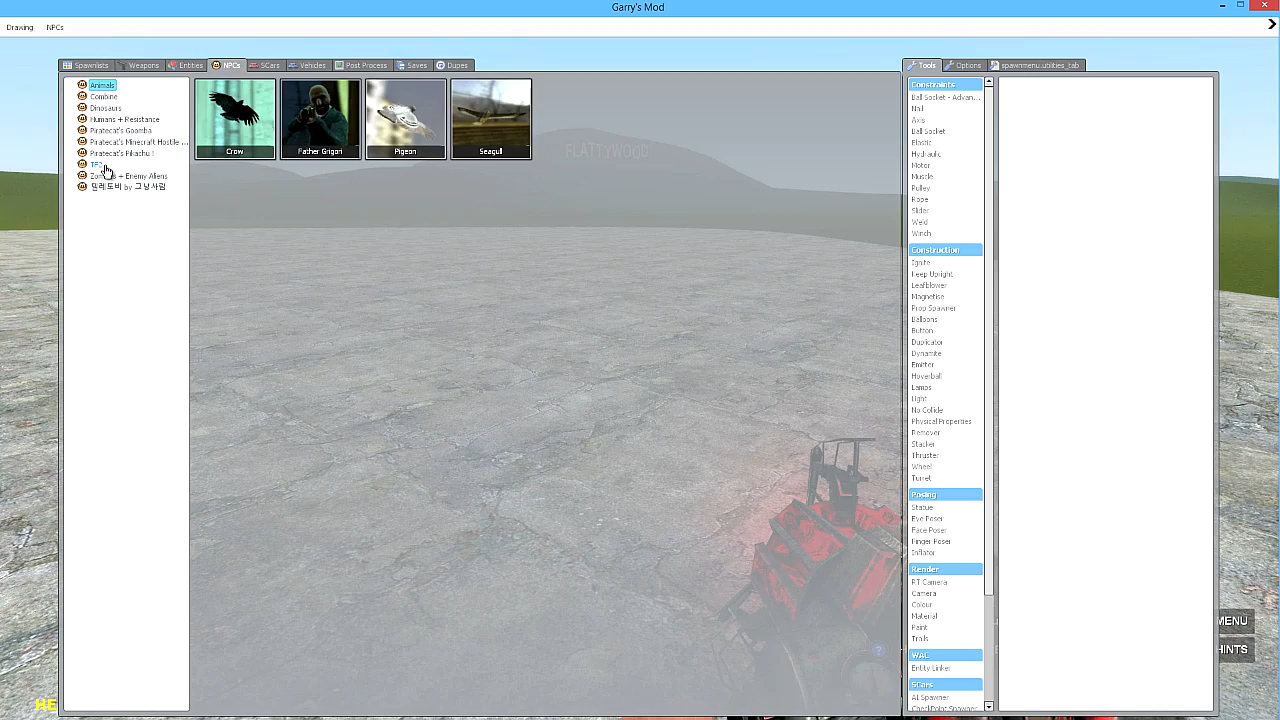 Garry's Mod
Drawing NPCs
Spawnlists Weapons Entities NPCs SCars Vehicles Post Process Saves Dupes
Tools Options spawnmenu.utilities_tab
Animals
Combine
Dinosaurs
Humans + Resistance
Piratecat's Goomba
Piratecat's Minecraft Hostile ...
Piratecat's Pikachu !
TF2
+ Enemy Aliens
by 그냥사람
Crow
Father Grigori
Pigeon
Seagull
FLATTYWOOD
Constraints
Ball Socket - Advan...
Nail
Axis
Ball Socket
Elastic
Hydraulic
Motor
Muscle
Pulley
Rope
Slider
Weld
Winch
Construction
Ignite
Keep Upright
Leafblower
Magnetise
Prop Spawner
Balloons
Button
Duplicator
Dynamite
Emitter
Hoverball
Lamps
Light
No Collide
Physical Properties
Remover
Stacker
Thruster
Wheel
Turret
Posing
Statue
Eye Poser
Face Poser
Finger Poser
Inflator
Render
RT Camera
Camera
Colour
Material
Paint
Trails
WAC
Entity Linker
SCars
AI Spawner
CheckPoint Spawner
MENU
HINTS
HE